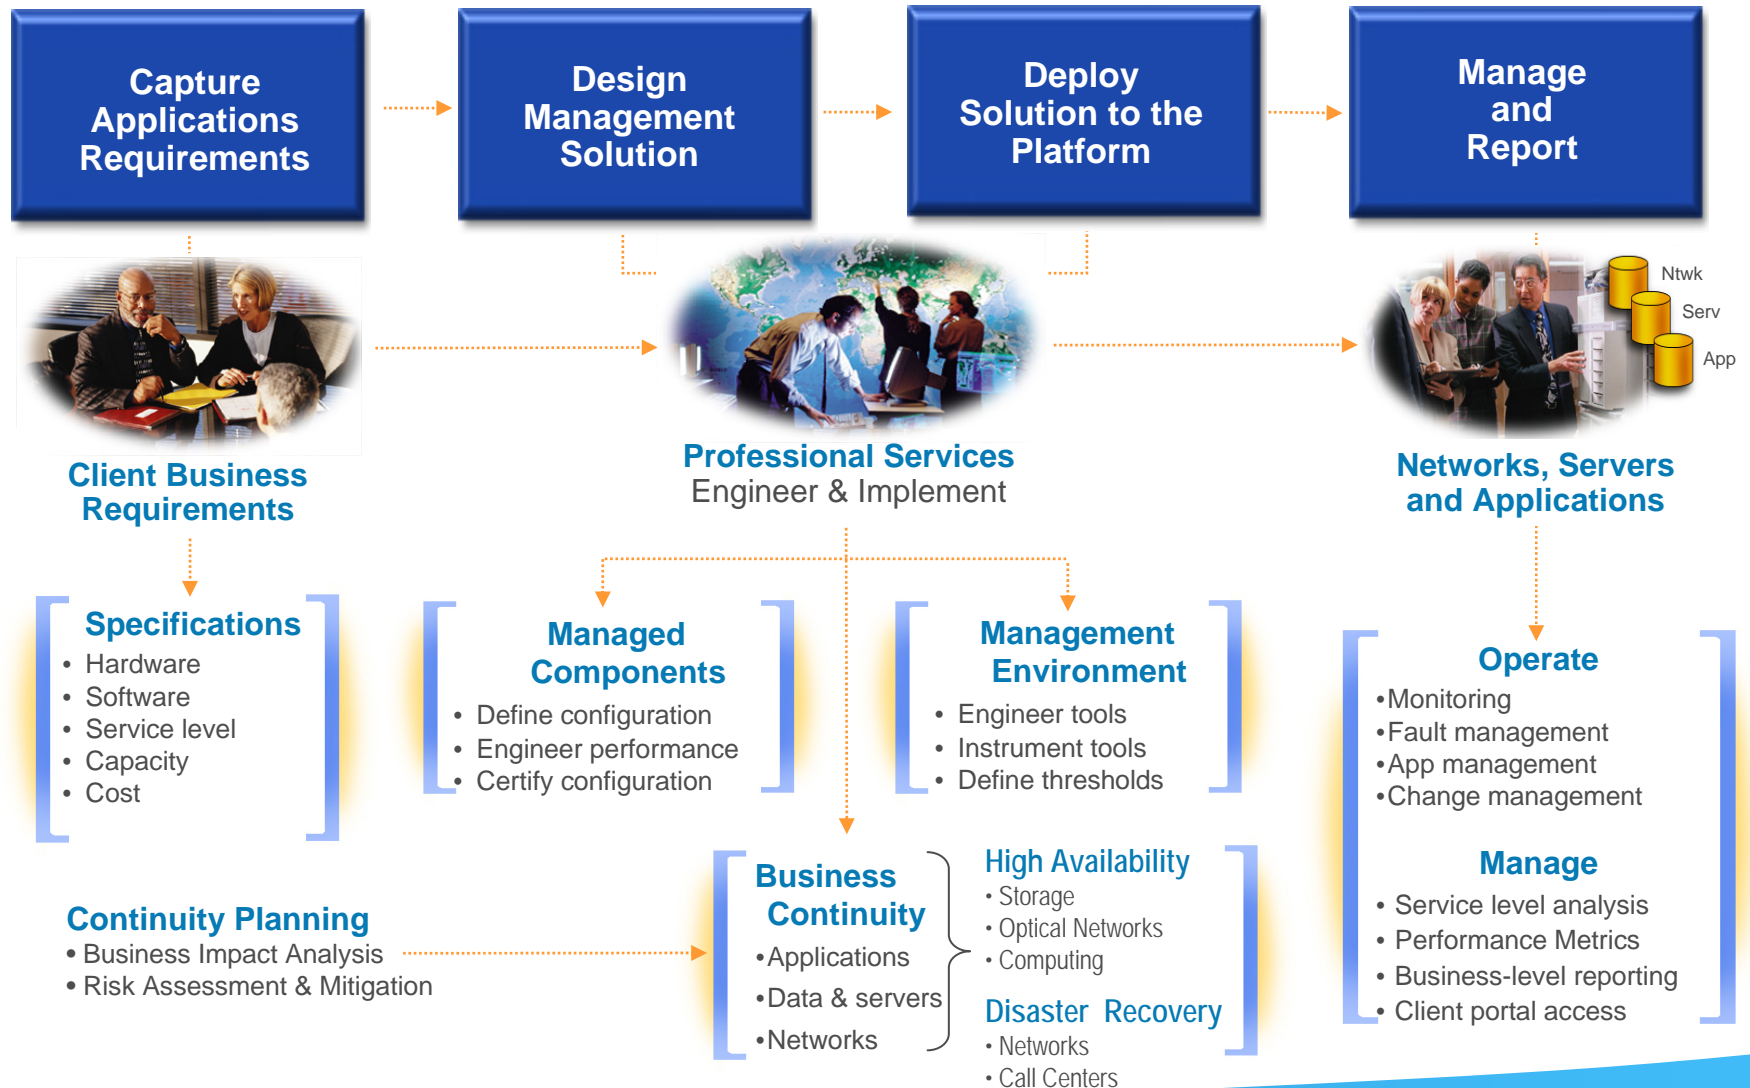 Capture
Applications
Requirements
Design
Management
Solution
Deploy
Solution to the
Platform
Manage
and
Report
Ntwk
Serv
App
Client Business
Requirements
Professional Services
Engineer & Implement
Networks, Servers
and Applications
Specifications
• Hardware
• Software
• Service level
• Capacity
• Cost
Managed
Components
• Define configuration
• Engineer performance
• Certify configuration
Management
Environment
• Engineer tools
• Instrument tools
• Define thresholds
Operate
•Monitoring
•Fault management
•App management
•Change management
Manage
• Service level analysis
• Performance Metrics
• Business-level reporting
• Client portal access
Continuity Planning
• Business Impact Analysis
• Risk Assessment & Mitigation
Business
Continuity
•Applications
•Data & servers
•Networks
High Availability
• Storage
• Optical Networks
• Computing
Disaster Recovery
• Networks
• Call Centers